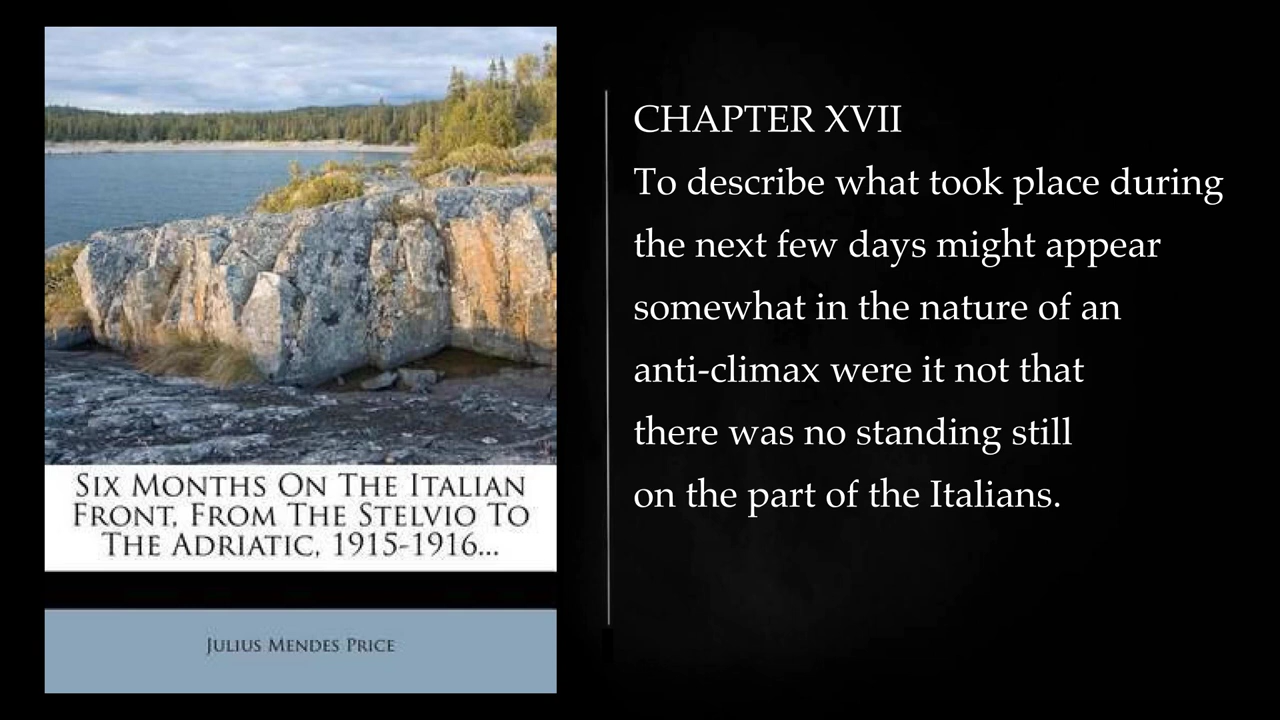 Six Months On The Italian
Front, From The Stelvio To
The Adriatic, 1915-1916...
Julius Mendes Price
CHAPTER XVII
To describe what took place during
the next few days might appear
somewhat in the nature of an
anti-climax were it not that
there was no standing still
on the part of the Italians.